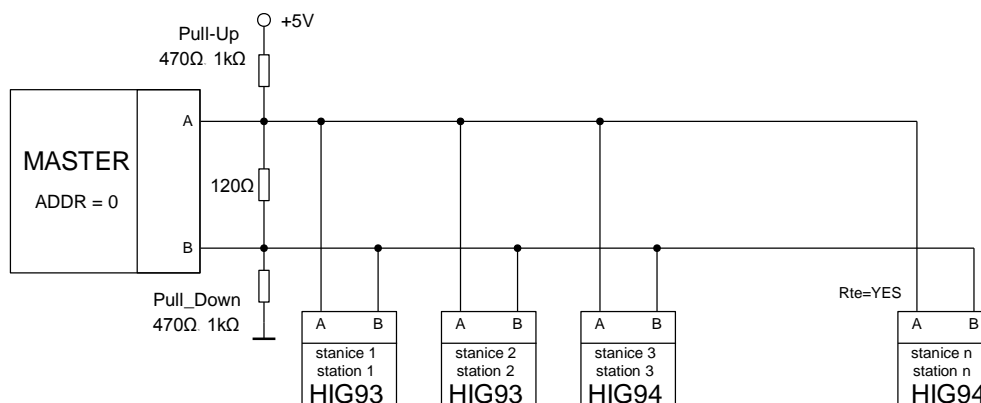 +5V
Pull-Up
470Ω. 1kΩ
A
MASTER
ADDR = 0
120Ω
B
Pull_Down
470Ω. 1kΩ
Rte=YES
A B
stanice 1
station 1
HIG93
A B
stanice 2
station 2
HIG93
A B
stanice 3
station 3
HIG94
A B
stanice n
station n
HIG94